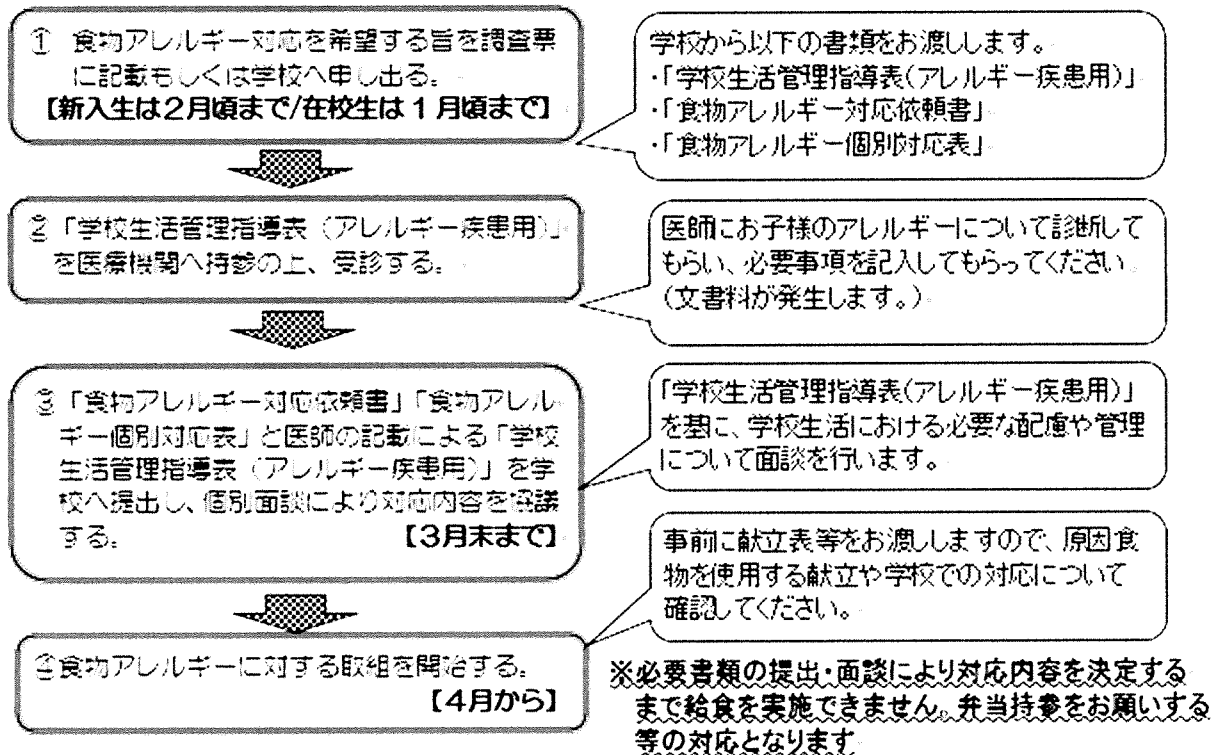 ① 食物アレルギー対応を希望する旨を調査票
に記載もしくは学校へ申し出る。
【新入生は2月頃まで/在校生は1月頃まで】
学校から以下の書類をお渡しします。
・「学校生活管理指導表(アレルギー疾患用)」
・「食物アレルギー対応依頼書」
・「食物アレルギー個別対応表」
②「学校生活管理指導表（アレルギー疾患用）」
を医療機関へ持参の上、受診する。
医師にお子様のアレルギーについて診断して
もらい、必要事項を記入してもらってください。
(文書料が発生します。)
③「食物アレルギー対応依頼書」「食物アレル
ギー個別対応表」と医師の記載による「学校
生活管理指導表（アレルギー疾患用）」を学
校へ提出し、個別面談により対応内容を協議
する。 【3月末まで】
「学校生活管理指導表(アレルギー疾患用)」
を基に、学校生活における必要な配慮や管理
について面談を行います。
事前に献立表等をお渡ししますので、原因食
物を使用する献立や学校での対応について
確認してください。
④食物アレルギーに対する取組を開始する。
【4月から】
※必要書類の提出・面談により対応内容を決定する
まで給食を実施できません。弁当持参をお願いする
等の対応となります